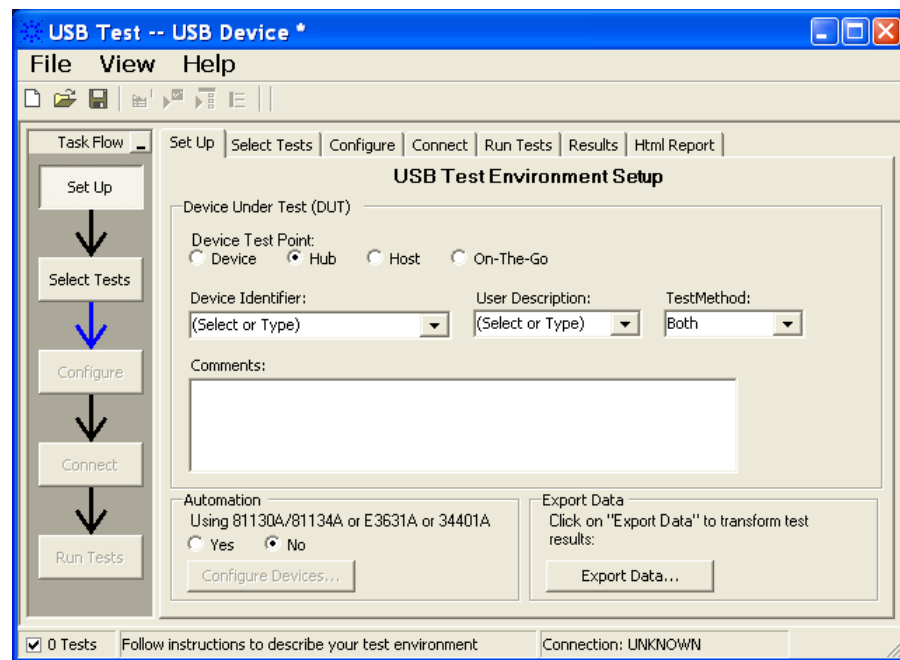 USB Test -- USB Device *
File View Help
Task Flow
Set Up
Select Tests
Configure
Connect
Run Tests
Set Up Select Tests Configure Connect Run Tests Results Html Report
USB Test Environment Setup
Device Under Test (DUT)
Device Test Point:
Device Hub Host On-The-Go
Device Identifier: User Description: TestMethod:
(Select or Type) (Select or Type) Both
Comments:
Automation
Using 81130A/81134A or E3631A or 34401A
Yes No
Configure Devices...
Export Data
Click on "Export Data" to transform test
results:
Export Data...
0 Tests Follow instructions to describe your test environment Connection: UNKNOWN